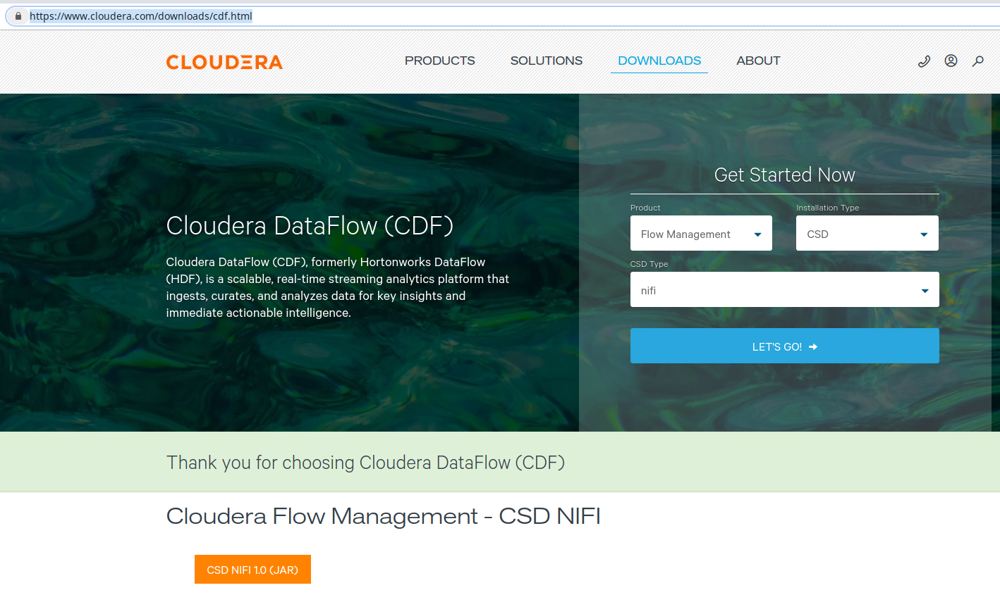 https://www.cloudera.com/downloads/cdf.html
CLOUDERA
PRODUCTS
SOLUTIONS
DOWNLOADS
ABOUT
Cloudera DataFlow (CDF)
Cloudera DataFlow (CDF), formerly Hortonworks DataFlow
(HDF), is a scalable, real-time streaming analytics platform that
ingests, curates, and analyzes data for key insights and
immediate actionable intelligence.
Get Started Now
Product
Installation Type
Flow Management
CSD
CSD Type
nifi
LET'S GO!
Thank you for choosing Cloudera DataFlow (CDF)
Cloudera Flow Management - CSD NIFI
CSD NIFI 1.0 (JAR)